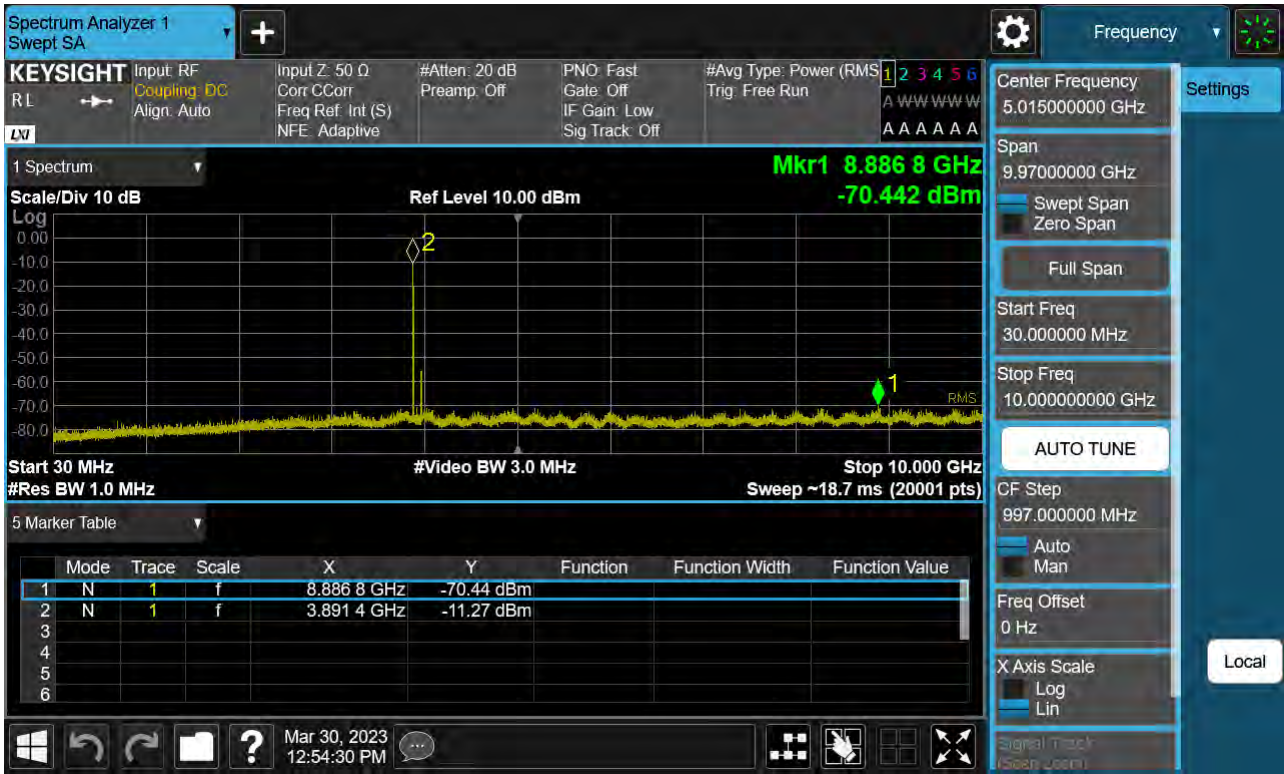 Spectrum Analyzer 1
Swept SA
+
Frequency
KEYSIGHT
RL
LXI
Input: RF
Coupling: DC
Align: Auto
Input Z: 50 Ω
Corr CCorr
Freq Ref: Int (S)
NFE: Adaptive
#Atten: 20 dB
Preamp: Off
PNO: Fast
Gate: Off
IF Gain: Low
Sig Track: Off
#Avg Type: Power (RMS
Trig: Free Run
1 2 3 4 5 6
A W W W W W
A A A A A A
1 Spectrum
Mkr1 8.886 8 GHz
-70.442 dBm
Scale/Div 10 dB
Ref Level 10.00 dBm
Log
0.00
-10.0
-20.0
-30.0
-40.0
-50.0
-60.0
-70.0
-80.0
2
1
RMS
Start 30 MHz
#Video BW 3.0 MHz
Stop 10.000 GHz
#Res BW 1.0 MHz
Sweep ~18.7 ms (20001 pts)
5 Marker Table
Mode Trace Scale X Y Function Function Width Function Value
1 N 1 f 8.886 8 GHz -70.44 dBm
2 N 1 f 3.891 4 GHz -11.27 dBm
3
4
5
6
Mar 30, 2023
12:54:30 PM
?
Center Frequency
5.015000000 GHz
Settings
Span
9.97000000 GHz
Swept Span
Zero Span
Full Span
Start Freq
30.000000 MHz
Stop Freq
10.000000000 GHz
AUTO TUNE
CF Step
997.000000 MHz
Auto
Man
Freq Offset
0 Hz
X Axis Scale
Log
Lin
Signal Track
(Span Zoom)
Local